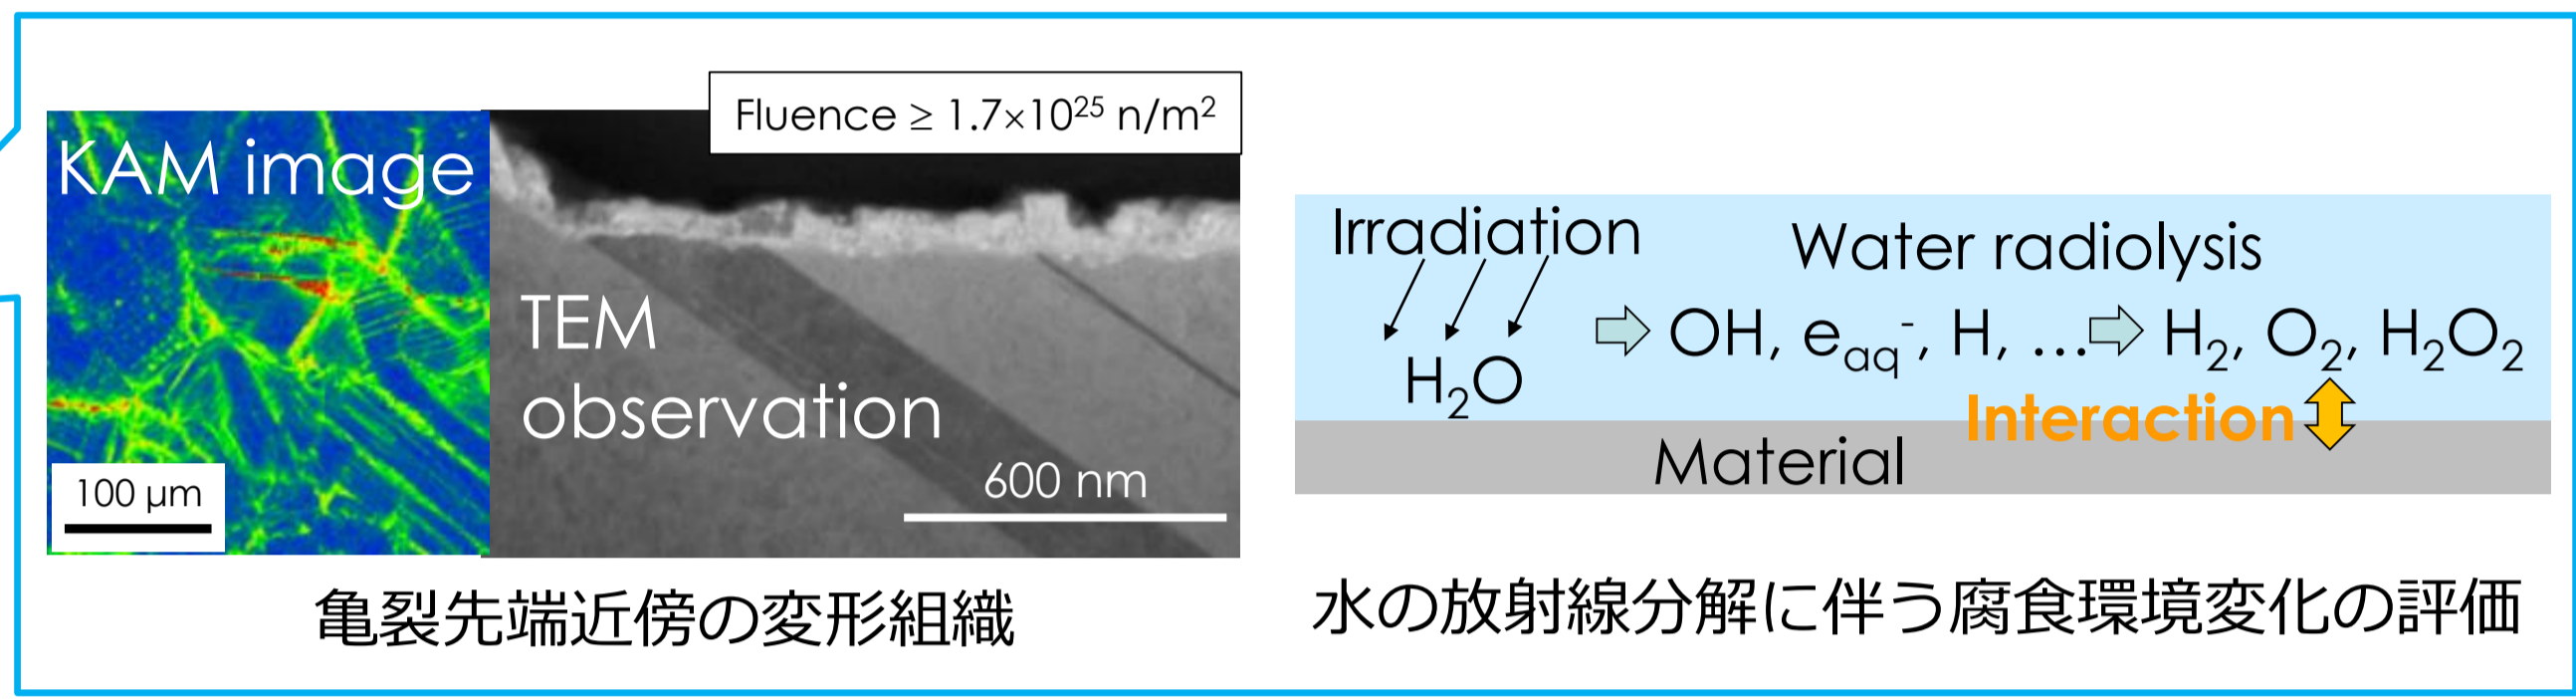 Fluence ≥ 1.7×10²⁵ n/m²
KAM image
TEM
observation
100 µm
600 nm
亀裂先端近傍の変形組織
Irradiation
Water radiolysis
H₂O
⇨ OH, eₐq⁻, H, …⇨ H₂, O₂, H₂O₂
Interaction
Material
水の放射線分解に伴う腐食環境変化の評価